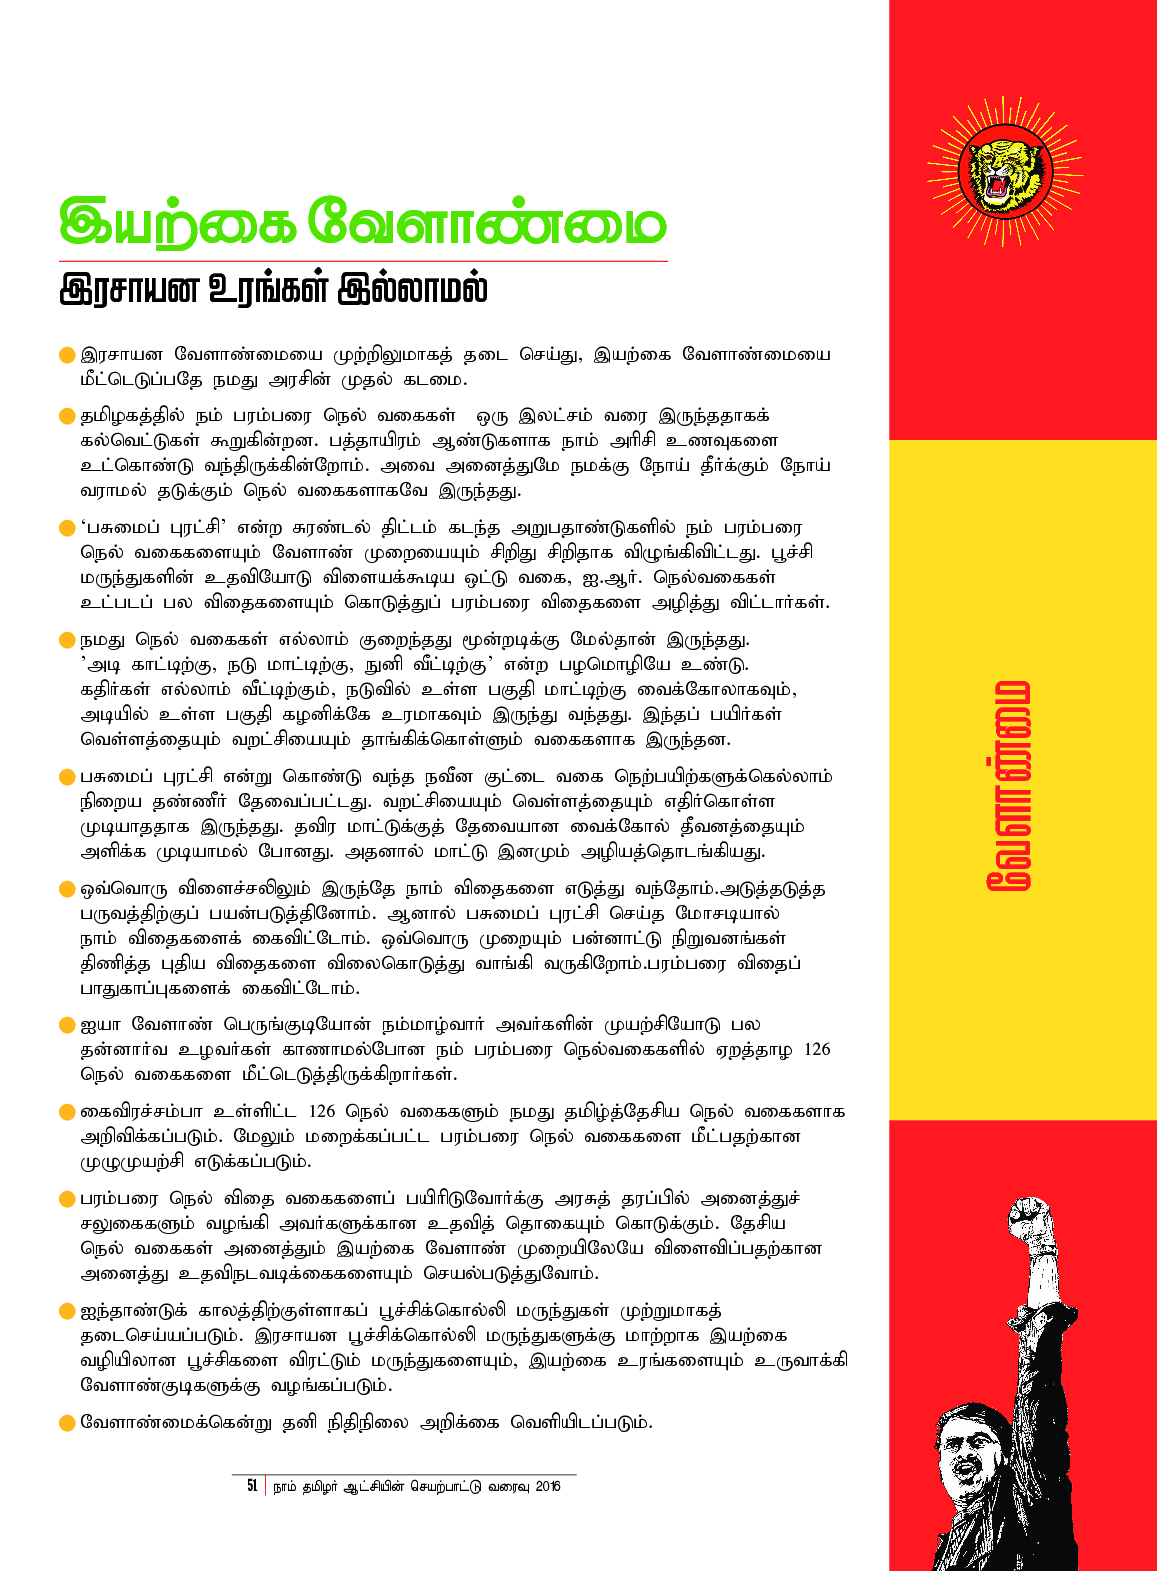 இயற்கை வேளாண்மை
இரசாயன உரங்கள் இல்லாமல்
இரசாயன வேளாண்மையை முற்றிலுமாகத் தடை செய்து, இயற்கை வேளாண்மையை
மீட்டெடுப்பதே நமது அரசின் முதல் கடமை.
தமிழகத்தில் நம் பரம்பரை நெல் வகைகள் ஒரு இலட்சம் வரை இருந்ததாகக்
கல்வெட்டுகள் கூறுகின்றன. பத்தாயிரம் ஆண்டுகளாக நாம் அரிசி உணவுகளை
உட்கொண்டு வந்திருக்கின்றோம். அவை அனைத்துமே நமக்கு நோய் தீர்க்கும் நோய்
வராமல் தடுக்கும் நெல் வகைகளாகவே இருந்தது.
‘பசுமைப் புரட்சி’ என்ற சுரண்டல் திட்டம் கடந்த அறுபதாண்டுகளில் நம் பரம்பரை
நெல் வகைகளையும் வேளாண் முறையையும் சிறிது சிறிதாக விழுங்கிவிட்டது. பூச்சி
மருந்துகளின் உதவியோடு விளையக்கூடிய ஒட்டு வகை, ஐ.ஆர். நெல்வகைகள்
உட்படப் பல விதைகளையும் கொடுத்துப் பரம்பரை விதைகளை அழித்து விட்டார்கள்.
நமது நெல் வகைகள் எல்லாம் குறைந்தது மூன்றடிக்கு மேல்தான் இருந்தது.
’அடி காட்டிற்கு, நடு மாட்டிற்கு, நுனி வீட்டிற்கு’ என்ற பழமொழியே உண்டு.
கதிர்கள் எல்லாம் வீட்டிற்கும், நடுவில் உள்ள பகுதி மாட்டிற்கு வைக்கோலாகவும்,
அடியில் உள்ள பகுதி கழனிக்கே உரமாகவும் இருந்து வந்தது. இந்தப் பயிர்கள்
வெள்ளத்தையும் வறட்சியையும் தாங்கிக்கொள்ளும் வகைகளாக இருந்தன.
பசுமைப் புரட்சி என்று கொண்டு வந்த நவீன குட்டை வகை நெற்பயிற்களுக்கெல்லாம்
நிறைய தண்ணீர் தேவைப்பட்டது. வறட்சியையும் வெள்ளத்தையும் எதிர்கொள்ள
முடியாததாக இருந்தது. தவிர மாட்டுக்குத் தேவையான வைக்கோல் தீவனத்தையும்
அளிக்க முடியாமல் போனது. அதனால் மாட்டு இனமும் அழியத்தொடங்கியது.
ஒவ்வொரு விளைச்சலிலும் இருந்தே நாம் விதைகளை எடுத்து வந்தோம்.அடுத்தடுத்த
பருவத்திற்குப் பயன்படுத்தினோம். ஆனால் பசுமைப் புரட்சி செய்த மோசடியால்
நாம் விதைகளைக் கைவிட்டோம். ஒவ்வொரு முறையும் பன்னாட்டு நிறுவனங்கள்
திணித்த புதிய விதைகளை விலைகொடுத்து வாங்கி வருகிறோம்.பரம்பரை விதைப்
பாதுகாப்புகளைக் கைவிட்டோம்.
ஐயா வேளாண் பெருங்குடியோன் நம்மாழ்வார் அவர்களின் முயற்சியோடு பல
தன்னார்வ உழவர்கள் காணாமல்போன நம் பரம்பரை நெல்வகைகளில் ஏறத்தாழ 126
நெல் வகைகளை மீட்டெடுத்திருக்கிறார்கள்.
கைவிரச்சம்பா உள்ளிட்ட 126 நெல் வகைகளும் நமது தமிழ்த்தேசிய நெல் வகைகளாக
அறிவிக்கப்படும். மேலும் மறைக்கப்பட்ட பரம்பரை நெல் வகைகளை மீட்பதற்கான
முழுமுயற்சி எடுக்கப்படும்.
பரம்பரை நெல் விதை வகைகளைப் பயிரிடுவோர்க்கு அரசுத் தரப்பில் அனைத்துச்
சலுகைகளும் வழங்கி அவர்களுக்கான உதவித் தொகையும் கொடுக்கும். தேசிய
நெல் வகைகள் அனைத்தும் இயற்கை வேளாண் முறையிலேயே விளைவிப்பதற்கான
அனைத்து உதவிநடவடிக்கைகளையும் செயல்படுத்துவோம்.
ஐந்தாண்டுக் காலத்திற்குள்ளாகப் பூச்சிக்கொல்லி மருந்துகள் முற்றுமாகத்
தடைசெய்யப்படும். இரசாயன பூச்சிக்கொல்லி மருந்துகளுக்கு மாற்றாக இயற்கை
வழியிலான பூச்சிகளை விரட்டும் மருந்துகளையும், இயற்கை உரங்களையும் உருவாக்கி
வேளாண்குடிகளுக்கு வழங்கப்படும்.
வேளாண்மைக்கென்று தனி நிதிநிலை அறிக்கை வெளியிடப்படும்.
51 நாம் தமிழர் ஆட்சியின் செயற்பாட்டு வரைவு 2016
வேளாண்மை